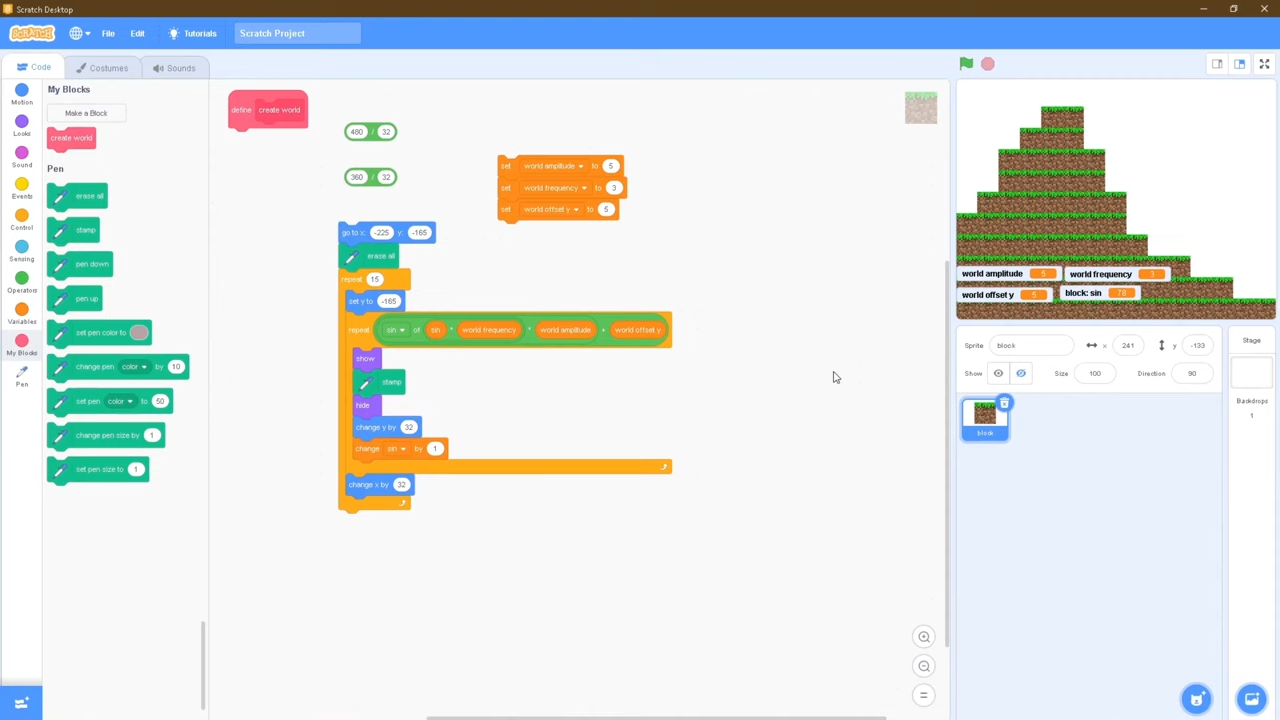 Scratch Desktop
SCRATCH
File
Edit
Tutorials
Scratch Project
Code
Costumes
Sounds
Motion
Looks
Sound
Events
Control
Sensing
Operators
Variables
My Blocks
Pen
My Blocks
Make a Block
create world
Pen
erase all
stamp
pen down
pen up
set pen color to
change pen color by 10
set pen color to 50
change pen size by 1
set pen size to 1
define create world
480 / 32
360 / 32
set world amplitude to 5
set world frequency to 3
set world offset y to 5
go to x: -225 y: -165
erase all
repeat 15
set y to -165
repeat sin of sin * world frequency * world amplitude + world offset y
show
stamp
hide
change y by 32
change sin by 1
change x by 32
world amplitude 5
world frequency 3
world offset y 5
block: sin 78
Sprite block x 241 y -133
Show Size 100 Direction 90
block
Stage
Backdrops
1